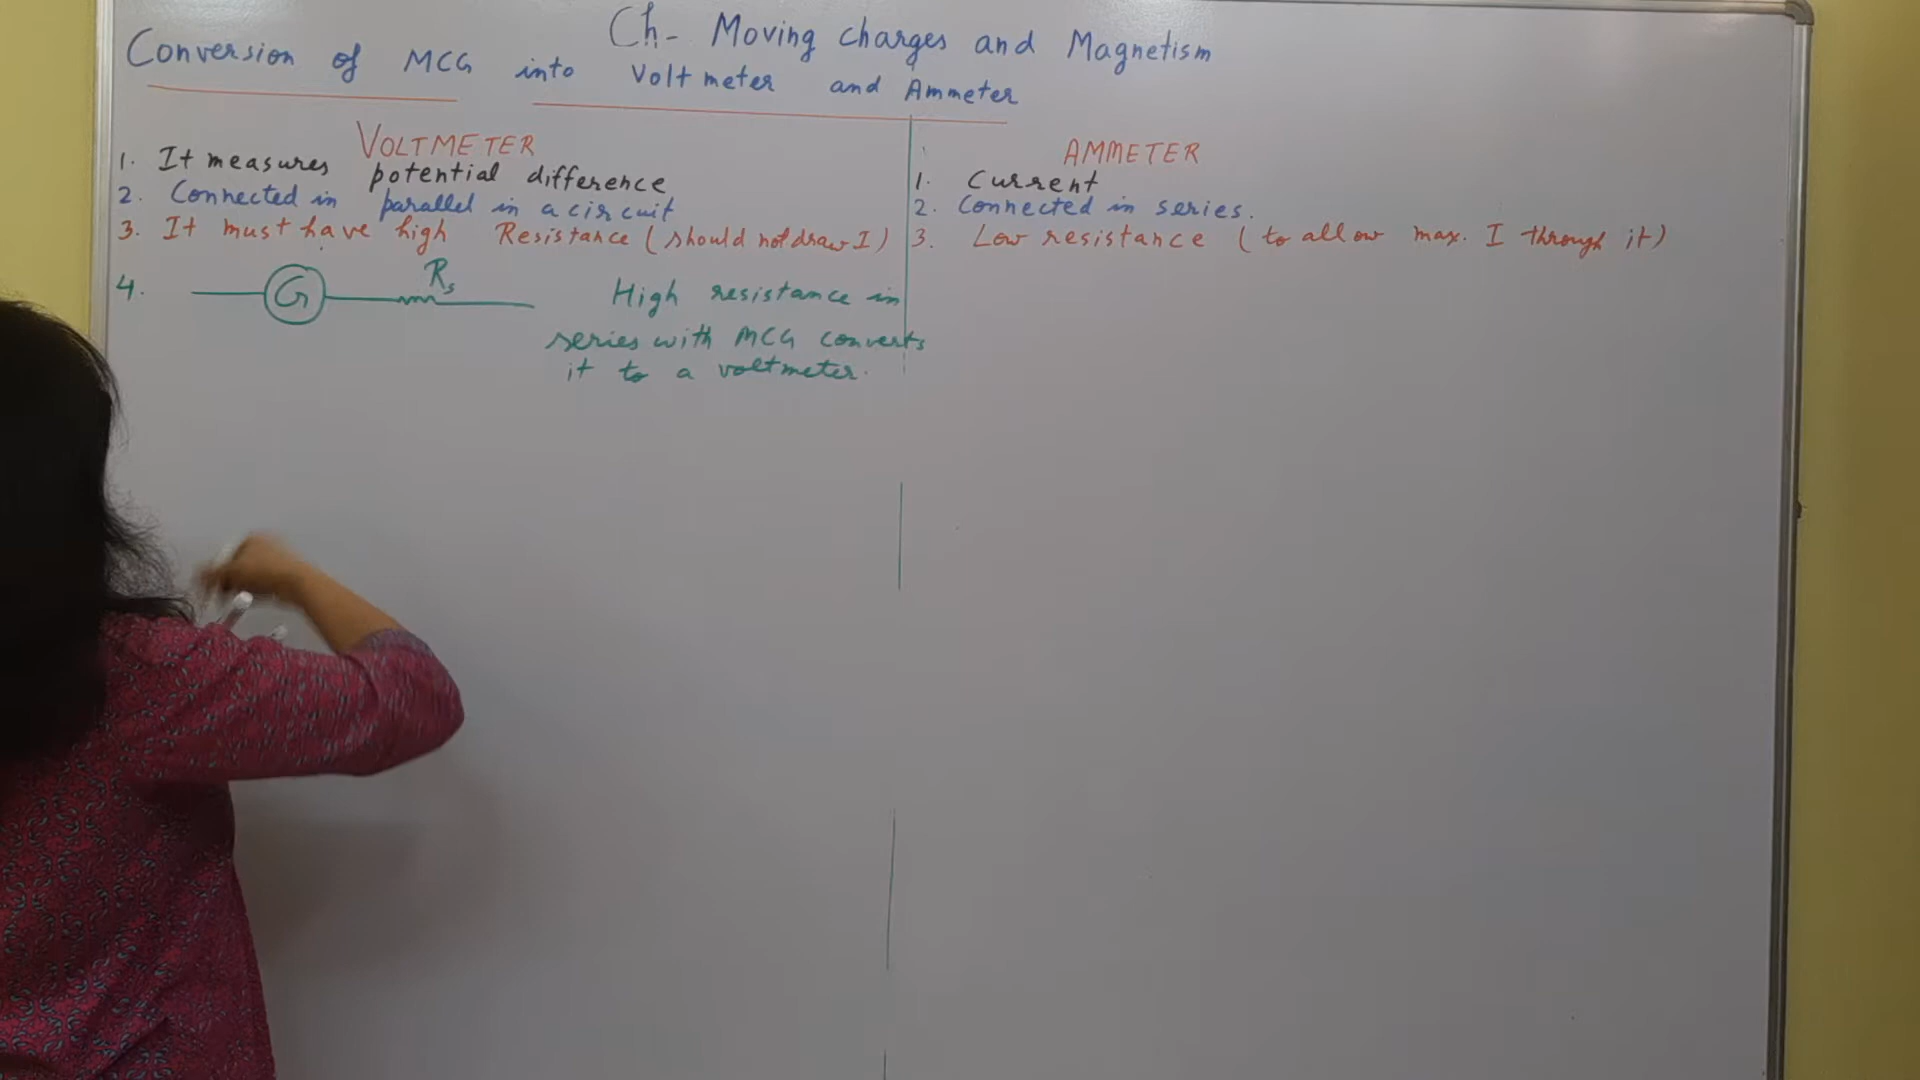 Ch- Moving charges and Magnetism
Conversion of MCG into Voltmeter and Ammeter
VOLTMETER
1. It measures potential difference
2. Connected in parallel in a circuit
3. It must have high Resistance (should not draw I)
4. G Rs
High resistance in
series with MCG converts
it to a voltmeter.
AMMETER
1. Current
2. Connected in series.
3. Low resistance (to allow max. I through it)